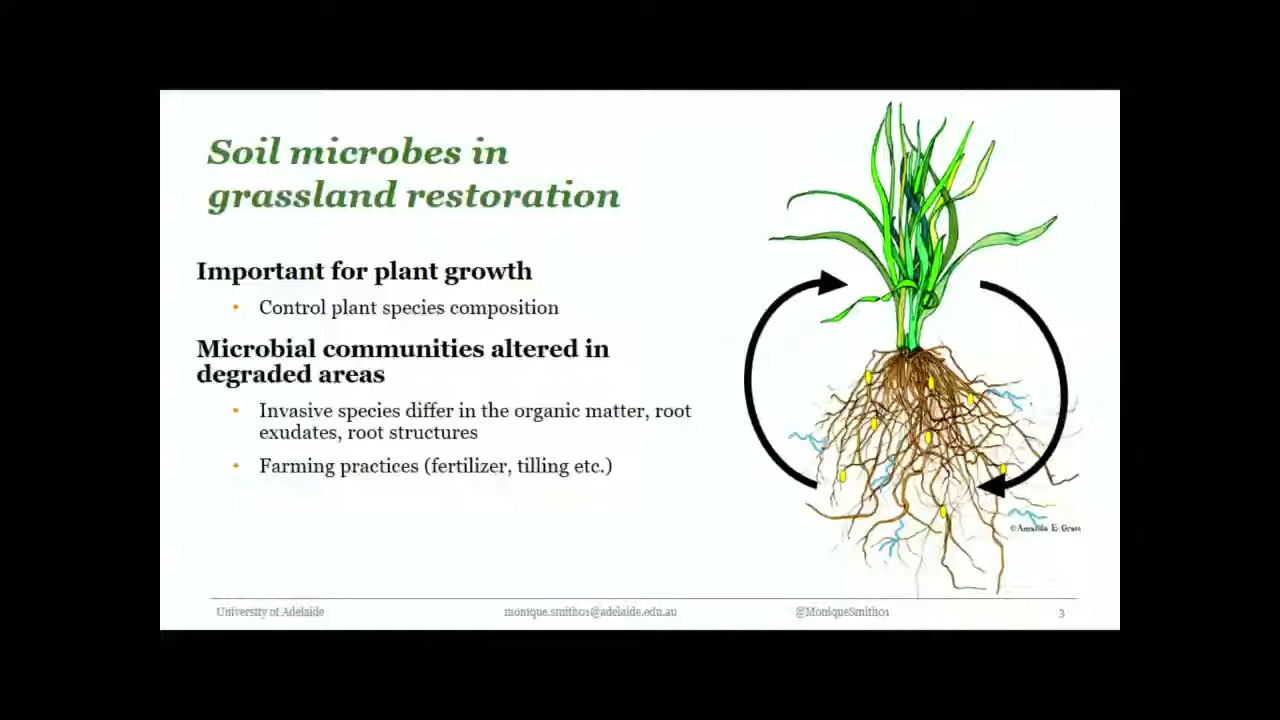 Soil microbes in
grassland restoration
Important for plant growth
• Control plant species composition
Microbial communities altered in
degraded areas
• Invasive species differ in the organic matter, root
exudates, root structures
• Farming practices (fertilizer, tilling etc.)
University of Adelaide
monique.smith01@adelaide.edu.au
@MoniqueSmith01
3